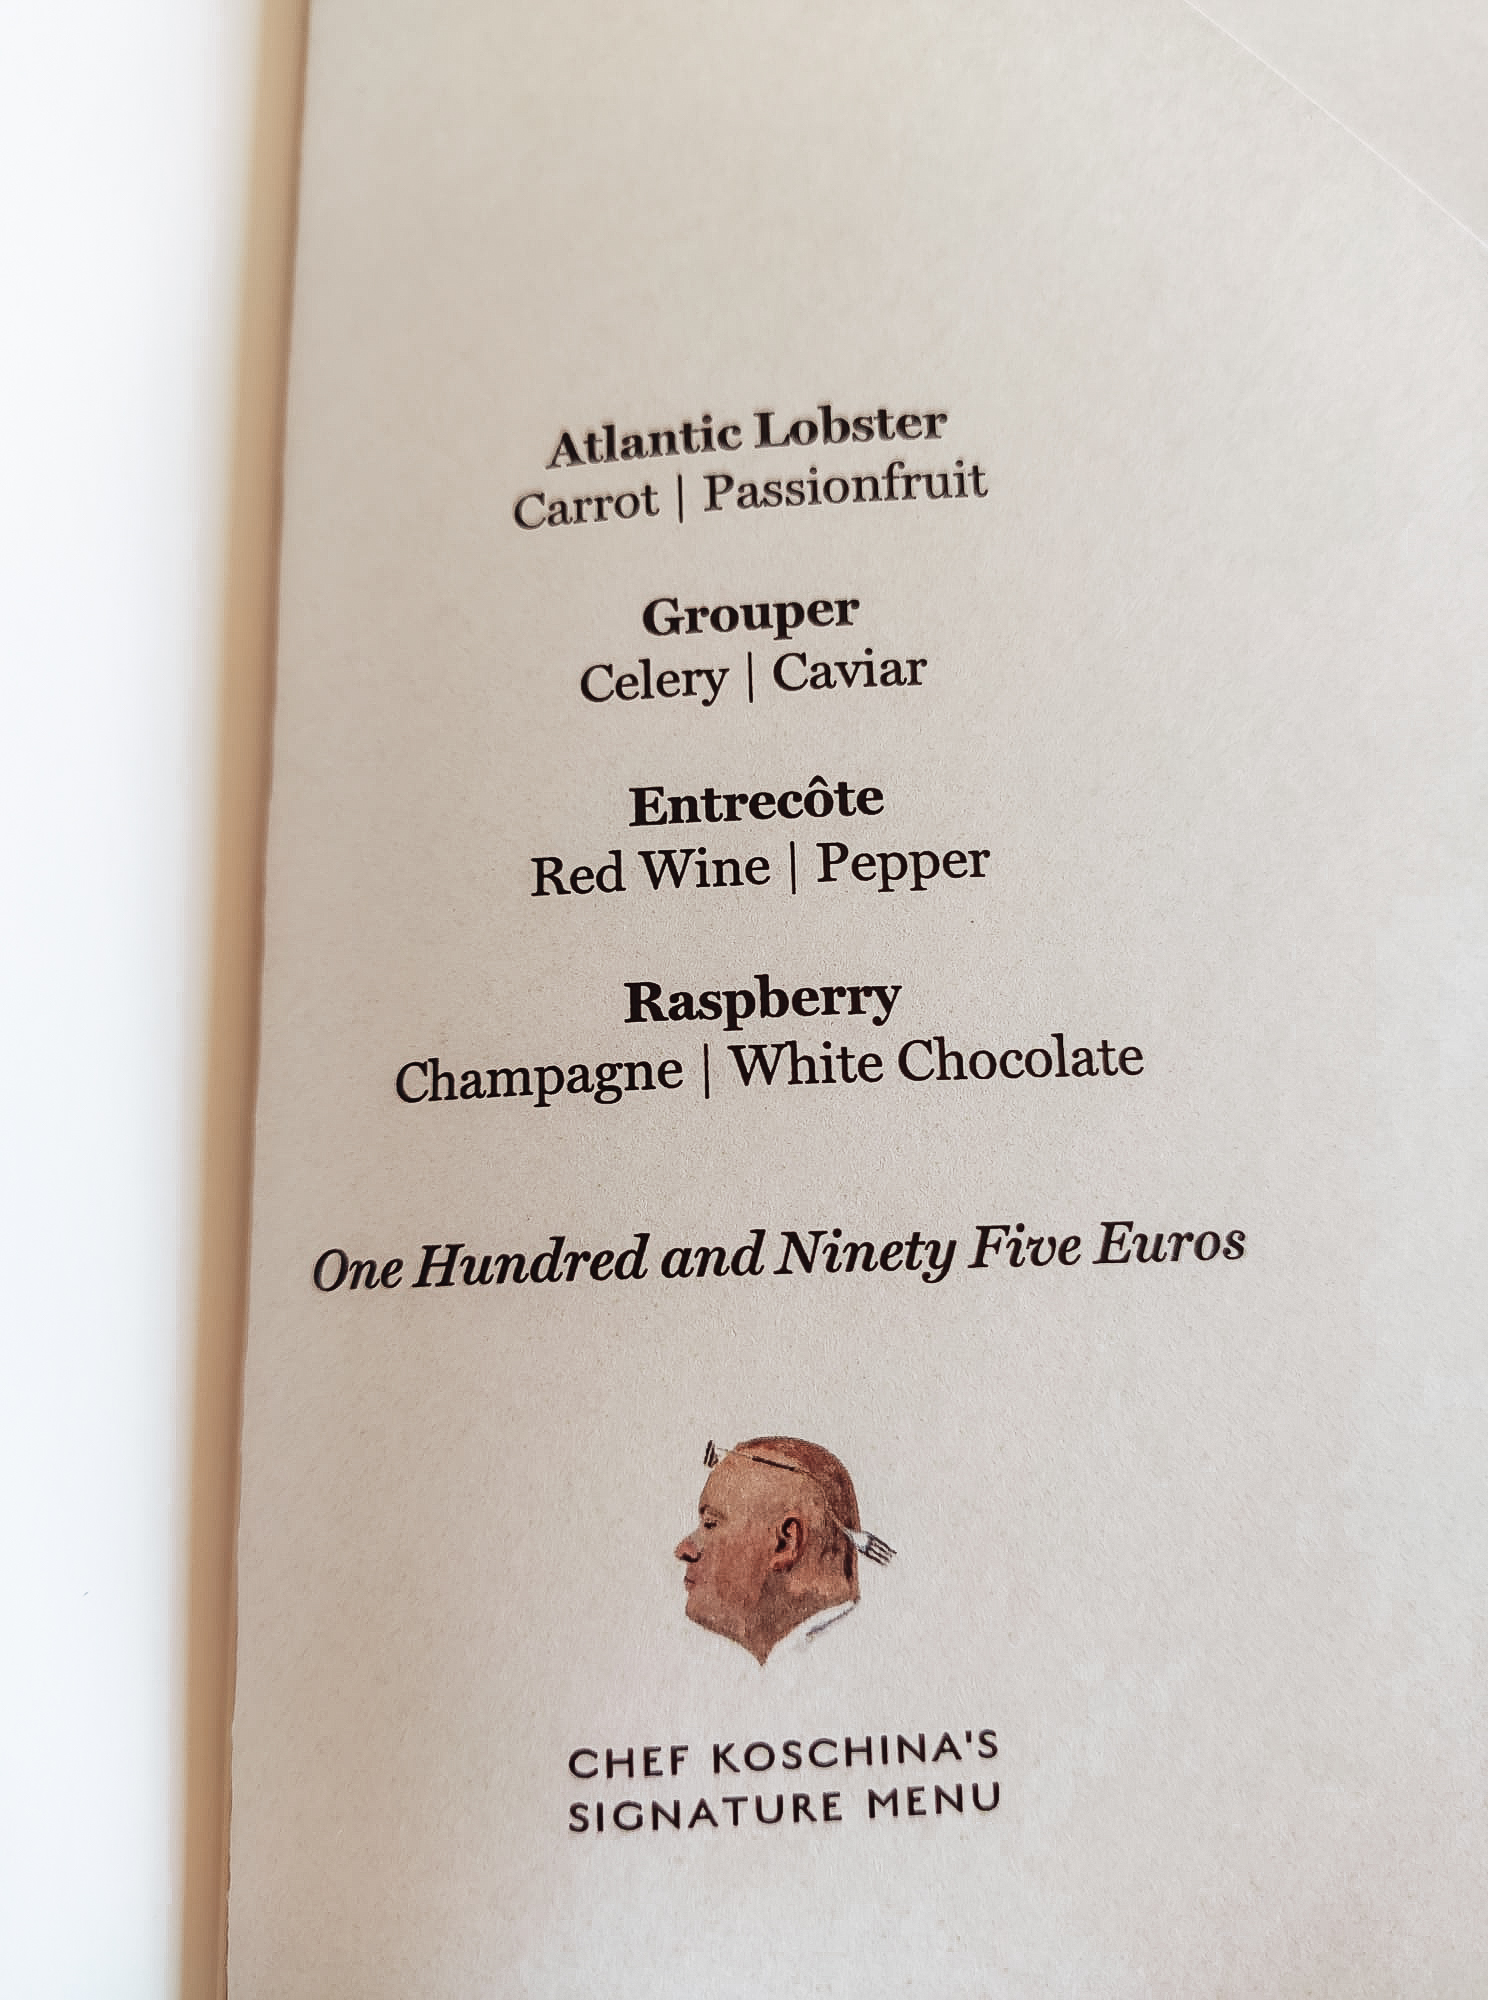 Atlantic Lobster
Carrot | Passionfruit
Grouper
Celery | Caviar
Entrecôte
Red Wine | Pepper
Raspberry
Champagne | White Chocolate
One Hundred and Ninety Five Euros
CHEF KOSCHINA'S
SIGNATURE MENU